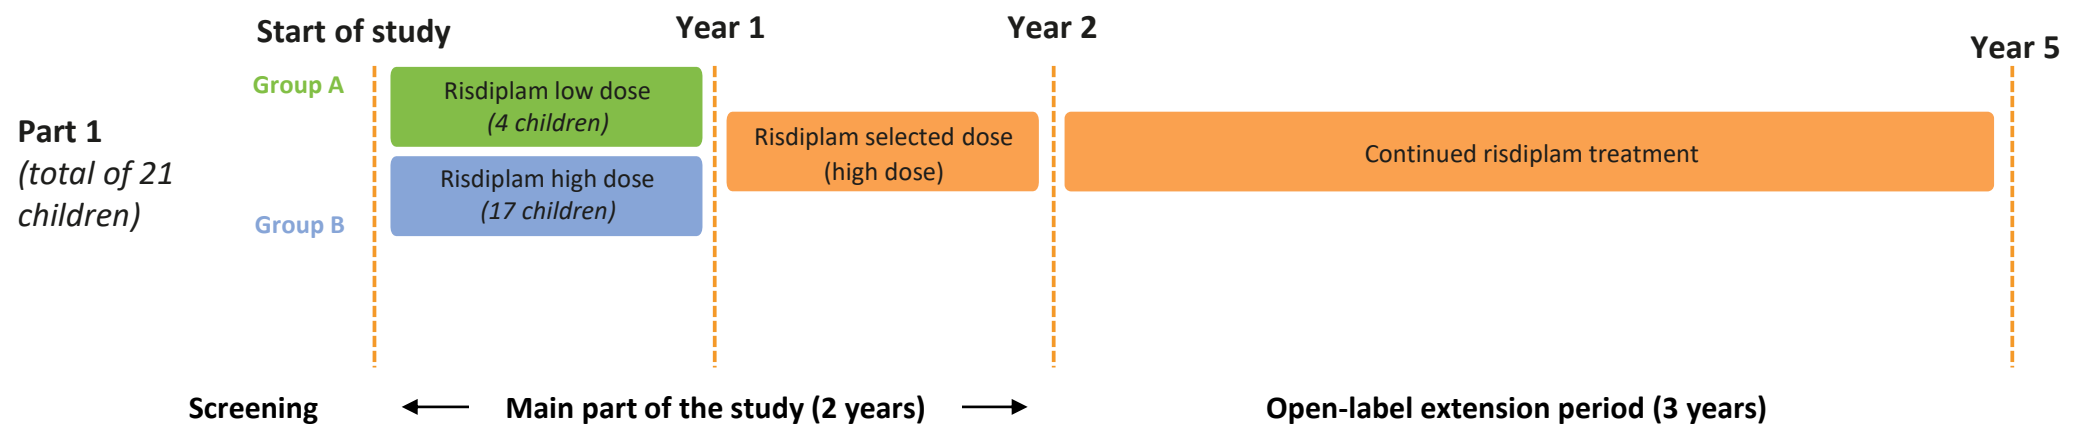 Start of study
Year 1
Year 2
Year 5
Group A
Risdiplam low dose
(4 children)
Part 1
(total of 21
children)
Risdiplam selected dose
(high dose)
Continued risdiplam treatment
Risdiplam high dose
(17 children)
Group B
Screening
Main part of the study (2 years)
Open-label extension period (3 years)